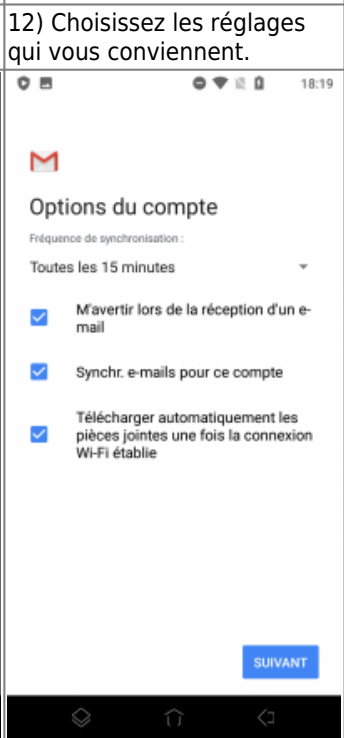 12) Choisissez les réglages
qui vous conviennent.
18:19
Options du compte
Fréquence de synchronisation :
Toutes les 15 minutes
M'avertir lors de la réception d'un e-
mail
Synchr. e-mails pour ce compte
Télécharger automatiquement les
pièces jointes une fois la connexion
Wi-Fi établie
SUIVANT